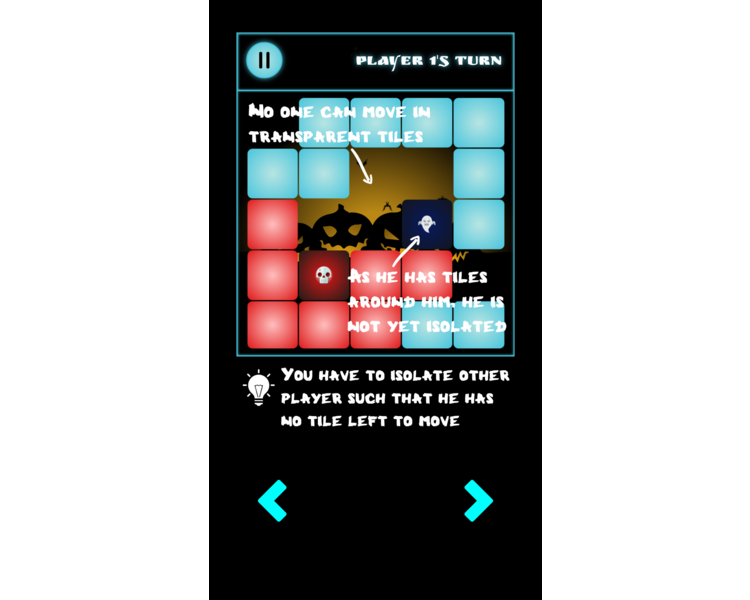 PLAYER 1'S TURN
NO ONE CAN MOVE IN
TRANSPARENT TILES
AS HE HAS TILES
AROUND HIM. HE IS
NOT YET ISOLATED
YOU HAVE TO ISOLATE OTHER
PLAYER SUCH THAT HE HAS
NO TILE LEFT TO MOVE